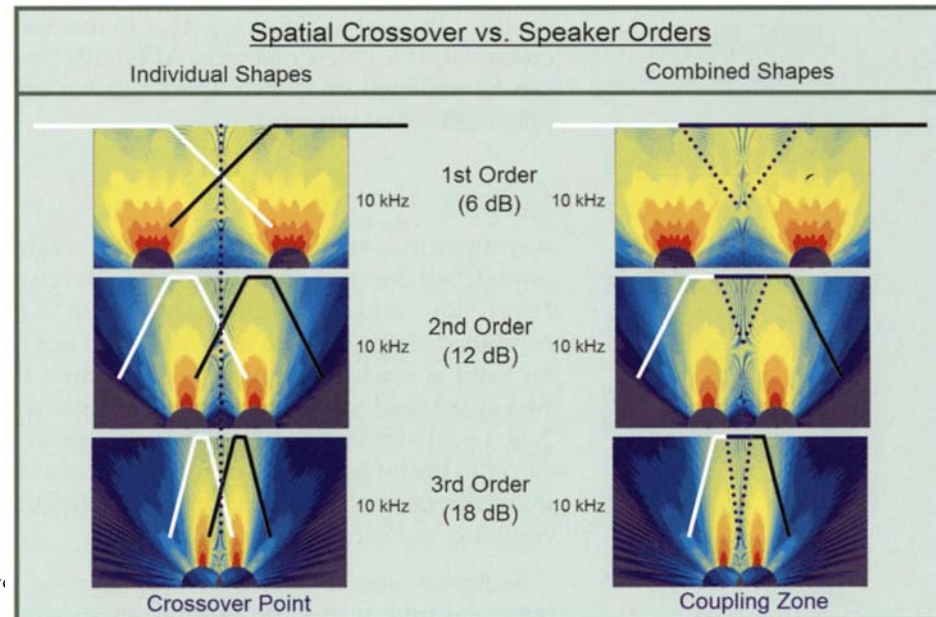 Spatial Crossover vs. Speaker Orders
Individual Shapes
Combined Shapes
1st Order
(6 dB)
10 kHz
10 kHz
2nd Order
(12 dB)
10 kHz
10 kHz
3rd Order
(18 dB)
10 kHz
10 kHz
Crossover Point
Coupling Zone